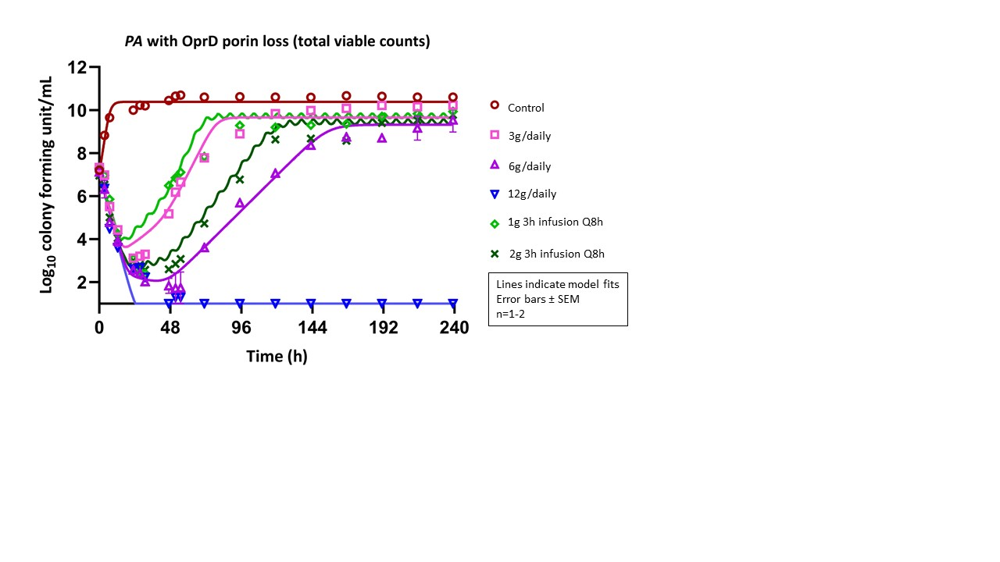 PA with OprD porin loss (total viable counts)
Log10 colony forming unit/mL
12
10
8
6
4
2
0 48 96 144 192 240
Time (h)
Control
3g/daily
6g/daily
12g/daily
1g 3h infusion Q8h
2g 3h infusion Q8h
Lines indicate model fits
Error bars ± SEM
n=1-2